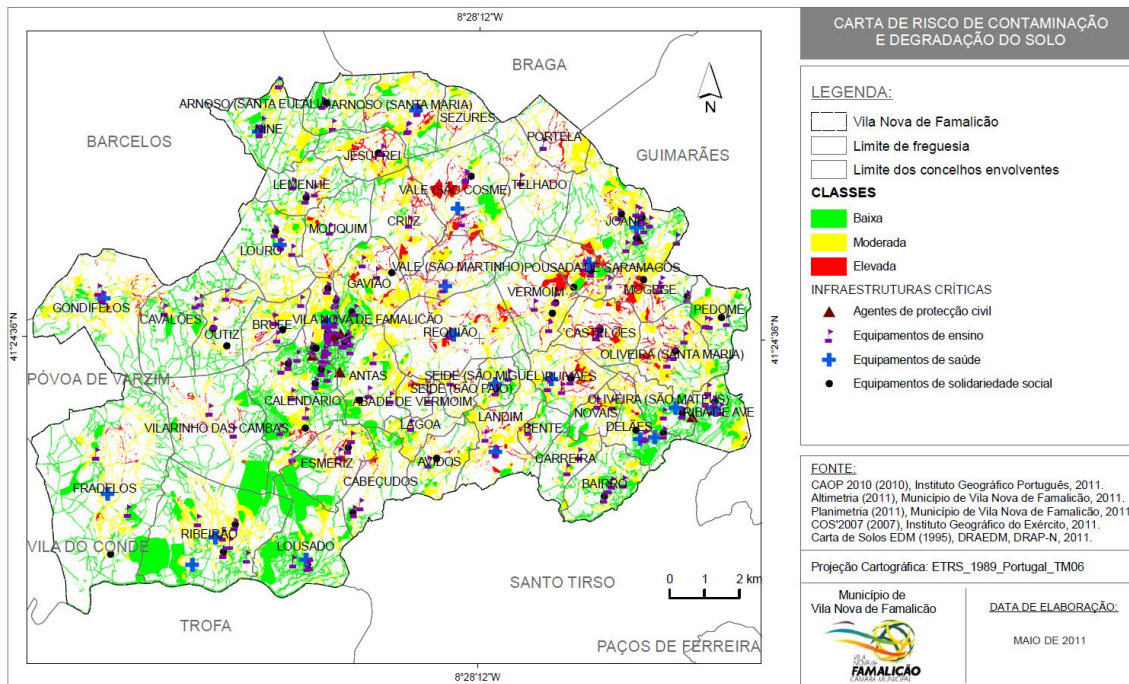 8°28'12"W
BRAGA
N
ARNOSO (SANTA EULÁLIA)
ARNOSO (SANTA MARIA)
SEZURES
BARCELOS
NINE
PORTELA
GUIMARÃES
JESUFREI
LEMENHE
VALE (SÃO COSME)
TELHADO
CRUZ
JOANE
MOUQUIM
LOURO
VALE (SÃO MARTINHO)
POUSADA DE SARAMAGOS
GAVIÃO
MOGEGE
VERMOIM
GONDIFELOS
CAVALÕES
VILA NOVA DE FAMALICÃO
PEDOME
OUTIZ
BRUFE
REQUIÃO
CASTELÕES
41°24'36"N
41°24'36"N
OLIVEIRA (SANTA MARIA)
PÓVOA DE VARZIM
ANTAS
SEIDE (SÃO MIGUEL)
RUIVÃES
SEIDE (SÃO PAIO)
CALENDÁRIO
ABADE DE VERMOIM
OLIVEIRA (SÃO MATEUS)
NOVAIS
RIBA DE AVE
LANDIM
VILARINHO DAS CAMBAS
LAGOA
BENTE
DELÃES
ESMERIZ
AVIDOS
CARREIRA
CABEÇUDOS
BAIRRO
FRADELOS
RIBEIRÃO
VILA DO CONDE
LOUSADO
SANTO TIRSO
0 1 2 km
TROFA
PAÇOS DE FERREIRA
8°28'12"W
CARTA DE RISCO DE CONTAMINAÇÃO
E DEGRADAÇÃO DO SOLO
LEGENDA:
Vila Nova de Famalicão
Limite de freguesia
Limite dos concelhos envolventes
CLASSES
Baixa
Moderada
Elevada
INFRAESTRUTURAS CRÍTICAS
Agentes de protecção civil
Equipamentos de ensino
Equipamentos de saúde
Equipamentos de solidariedade social
FONTE:
CAOP 2010 (2010), Instituto Geográfico Português, 2011.
Altimetria (2011), Município de Vila Nova de Famalicão, 2011.
Planimetria (2011), Município de Vila Nova de Famalicão, 2011
COS'2007 (2007), Instituto Geográfico do Exército, 2011.
Carta de Solos EDM (1995), DRAEDM, DRAP-N, 2011.
Projeção Cartográfica: ETRS_1989_Portugal_TM06
Município de
Vila Nova de Famalicão
VILA
NOVA de
FAMALICÃO
CÂMARA MUNICIPAL
DATA DE ELABORAÇÃO:
MAIO DE 2011